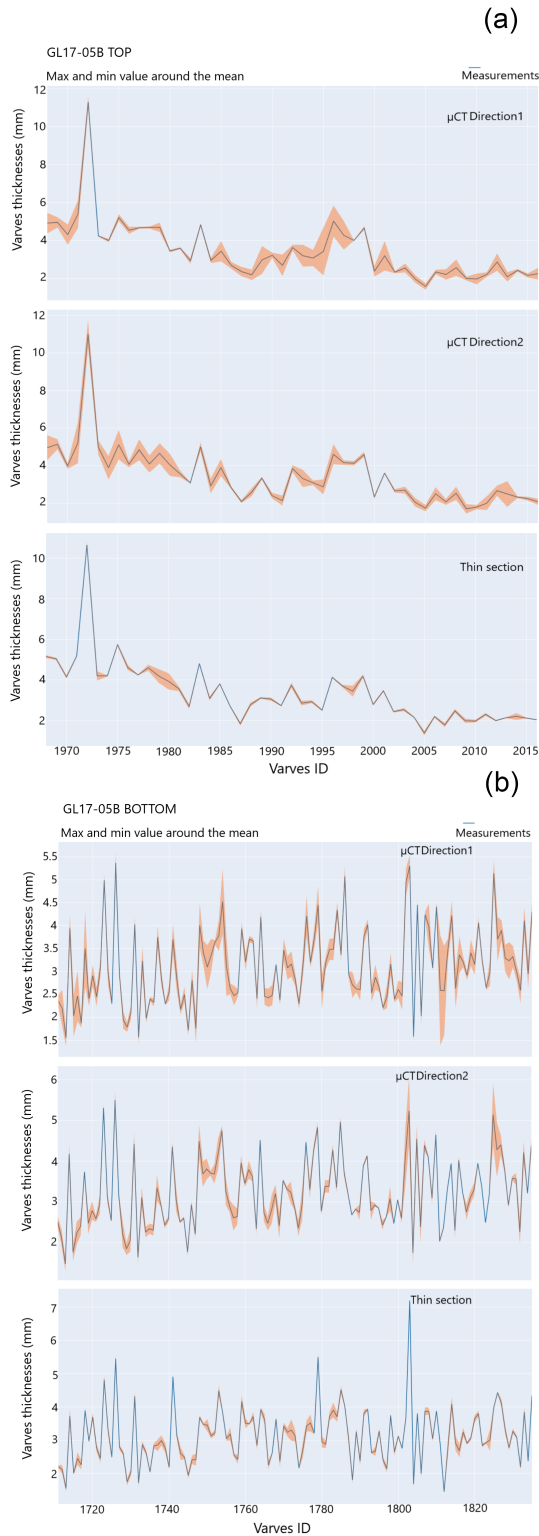 (a)
GL17-05B TOP
Max and min value around the mean
Measurements
12
10
8
6
4
2
Varves thicknesses (mm)
µCT Direction1
12
10
8
6
4
2
Varves thicknesses (mm)
µCT Direction2
10
8
6
4
2
Varves thicknesses (mm)
Thin section
1970 1975 1980 1985 1990 1995 2000 2005 2010 2015
Varves ID
(b)
GL17-05B BOTTOM
Max and min value around the mean
Measurements
µCTDirection1
5.5
5
4.5
4
3.5
3
2.5
2
1.5
Varves thicknesses (mm)
µCTDirection2
6
5
4
3
2
Varves thicknesses (mm)
Thin section
7
6
5
4
3
2
Varves thicknesses (mm)
1720 1740 1760 1780 1800 1820
Varves ID